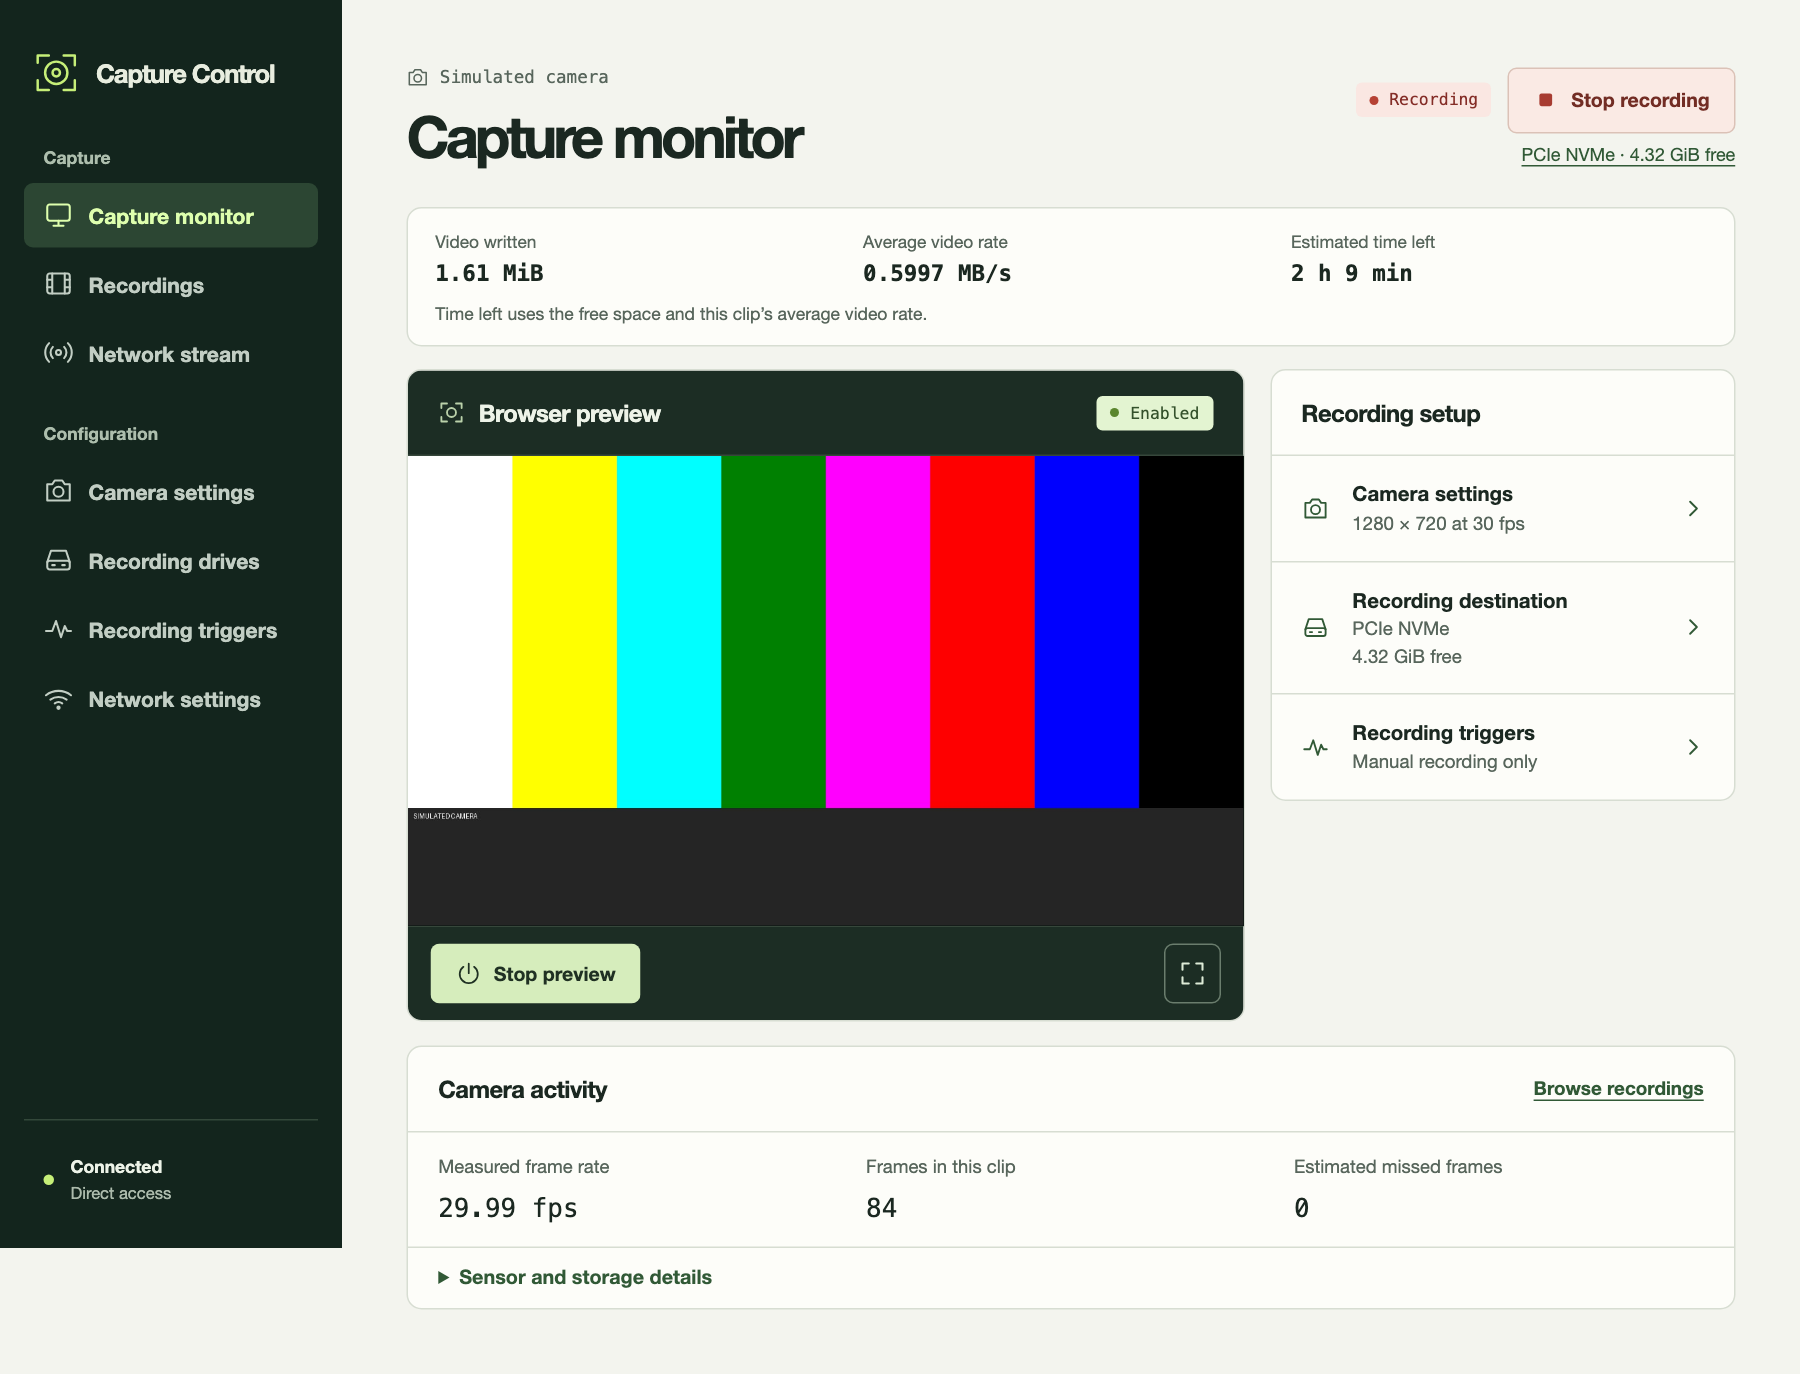 Capture Control
Capture
Capture monitor
Recordings
Network stream
Configuration
Camera settings
Recording drives
Recording triggers
Network settings
Connected
Direct access
Simulated camera
Capture monitor
Recording
Stop recording
PCIe NVMe · 4.32 GiB free
Video written
1.61 MiB
Average video rate
0.5997 MB/s
Estimated time left
2 h 9 min
Time left uses the free space and this clip’s average video rate.
Browser preview
Enabled
SIMULATED CAMERA
Stop preview
Recording setup
Camera settings
1280 × 720 at 30 fps
Recording destination
PCIe NVMe
4.32 GiB free
Recording triggers
Manual recording only
Camera activity
Browse recordings
Measured frame rate
29.99 fps
Frames in this clip
84
Estimated missed frames
0
Sensor and storage details